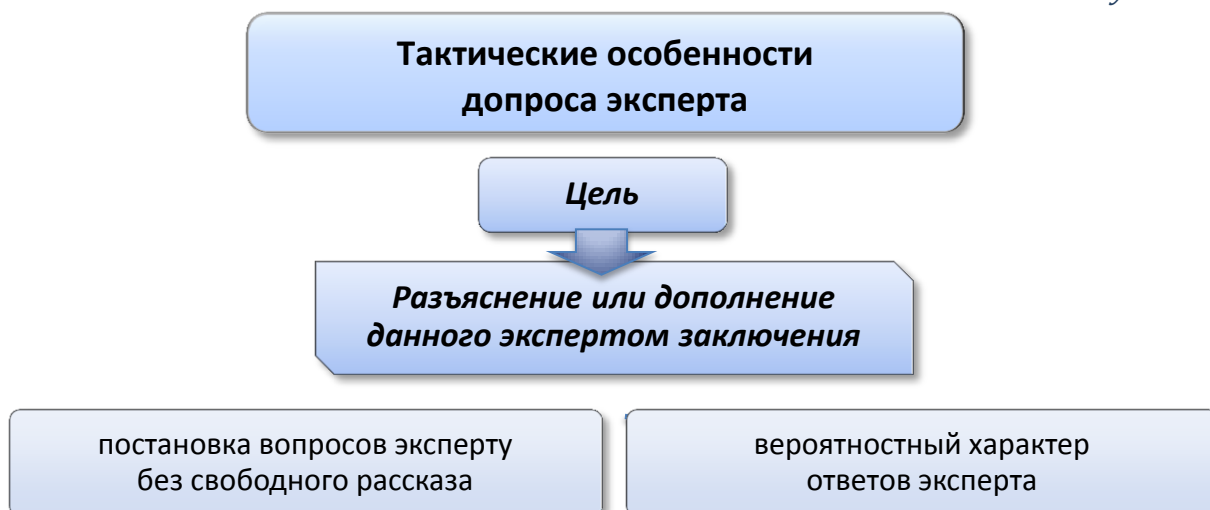 Тактические особенности
допроса эксперта
Цель
Разъяснение или дополнение
данного экспертом заключения
постановка вопросов эксперту
без свободного рассказа
вероятностный характер
ответов эксперта